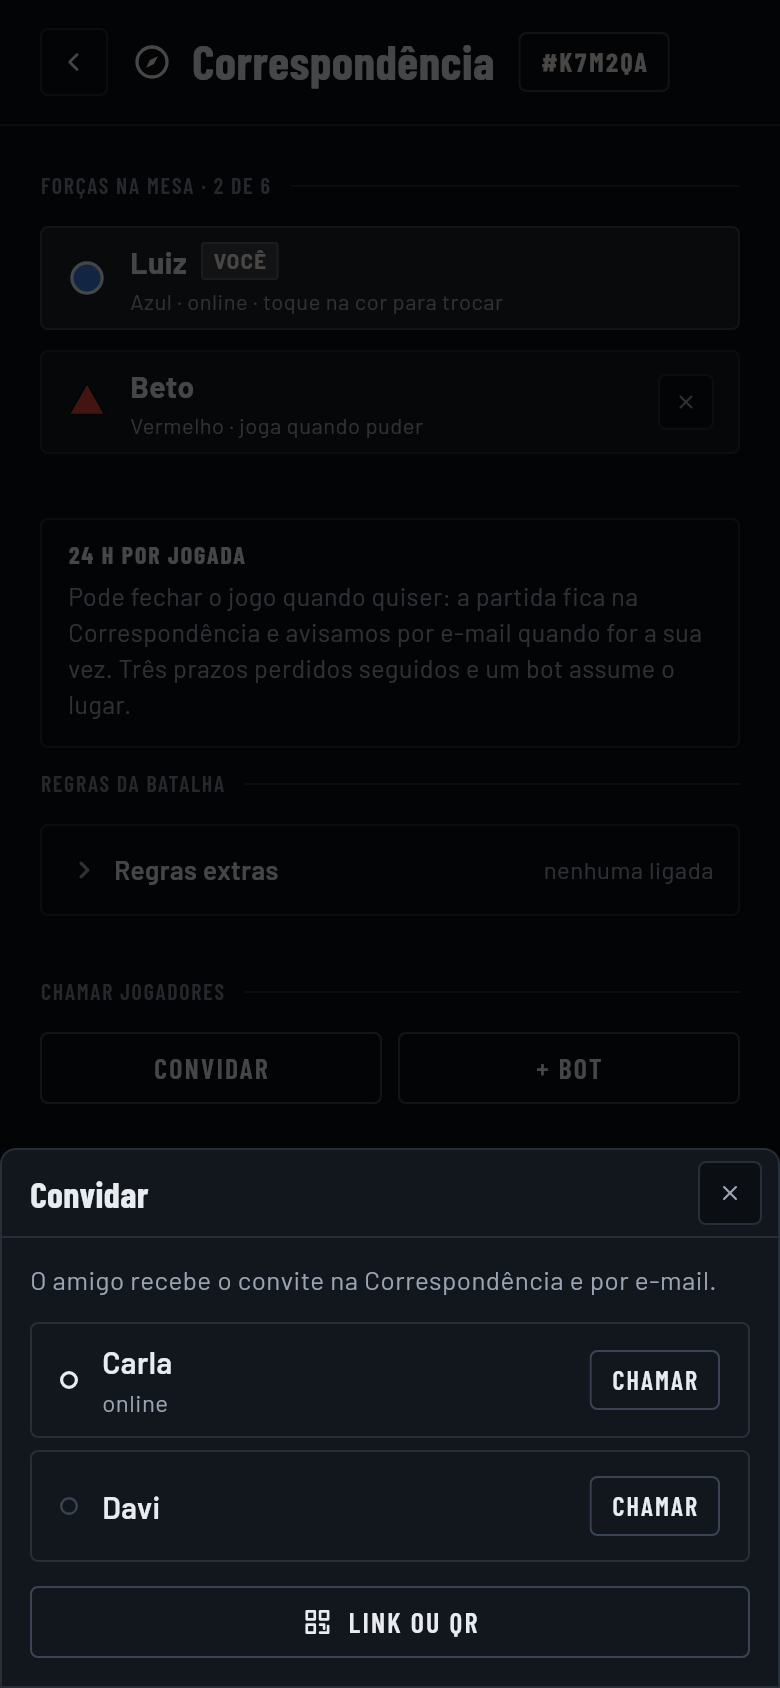 Correspondência #K7M2QA
FORÇAS NA MESA · 2 DE 6
Luiz VOCÊ
Azul · online · toque na cor para trocar
Beto
Vermelho · joga quando puder
24 H POR JOGADA
Pode fechar o jogo quando quiser: a partida fica na
Correspondência e avisamos por e-mail quando for a sua
vez. Três prazos perdidos seguidos e um bot assume o
lugar.
REGRAS DA BATALHA
Regras extras nenhuma ligada
CHAMAR JOGADORES
CONVIDAR + BOT
Convidar
O amigo recebe o convite na Correspondência e por e-mail.
Carla
online
CHAMAR
Davi CHAMAR
LINK OU QR